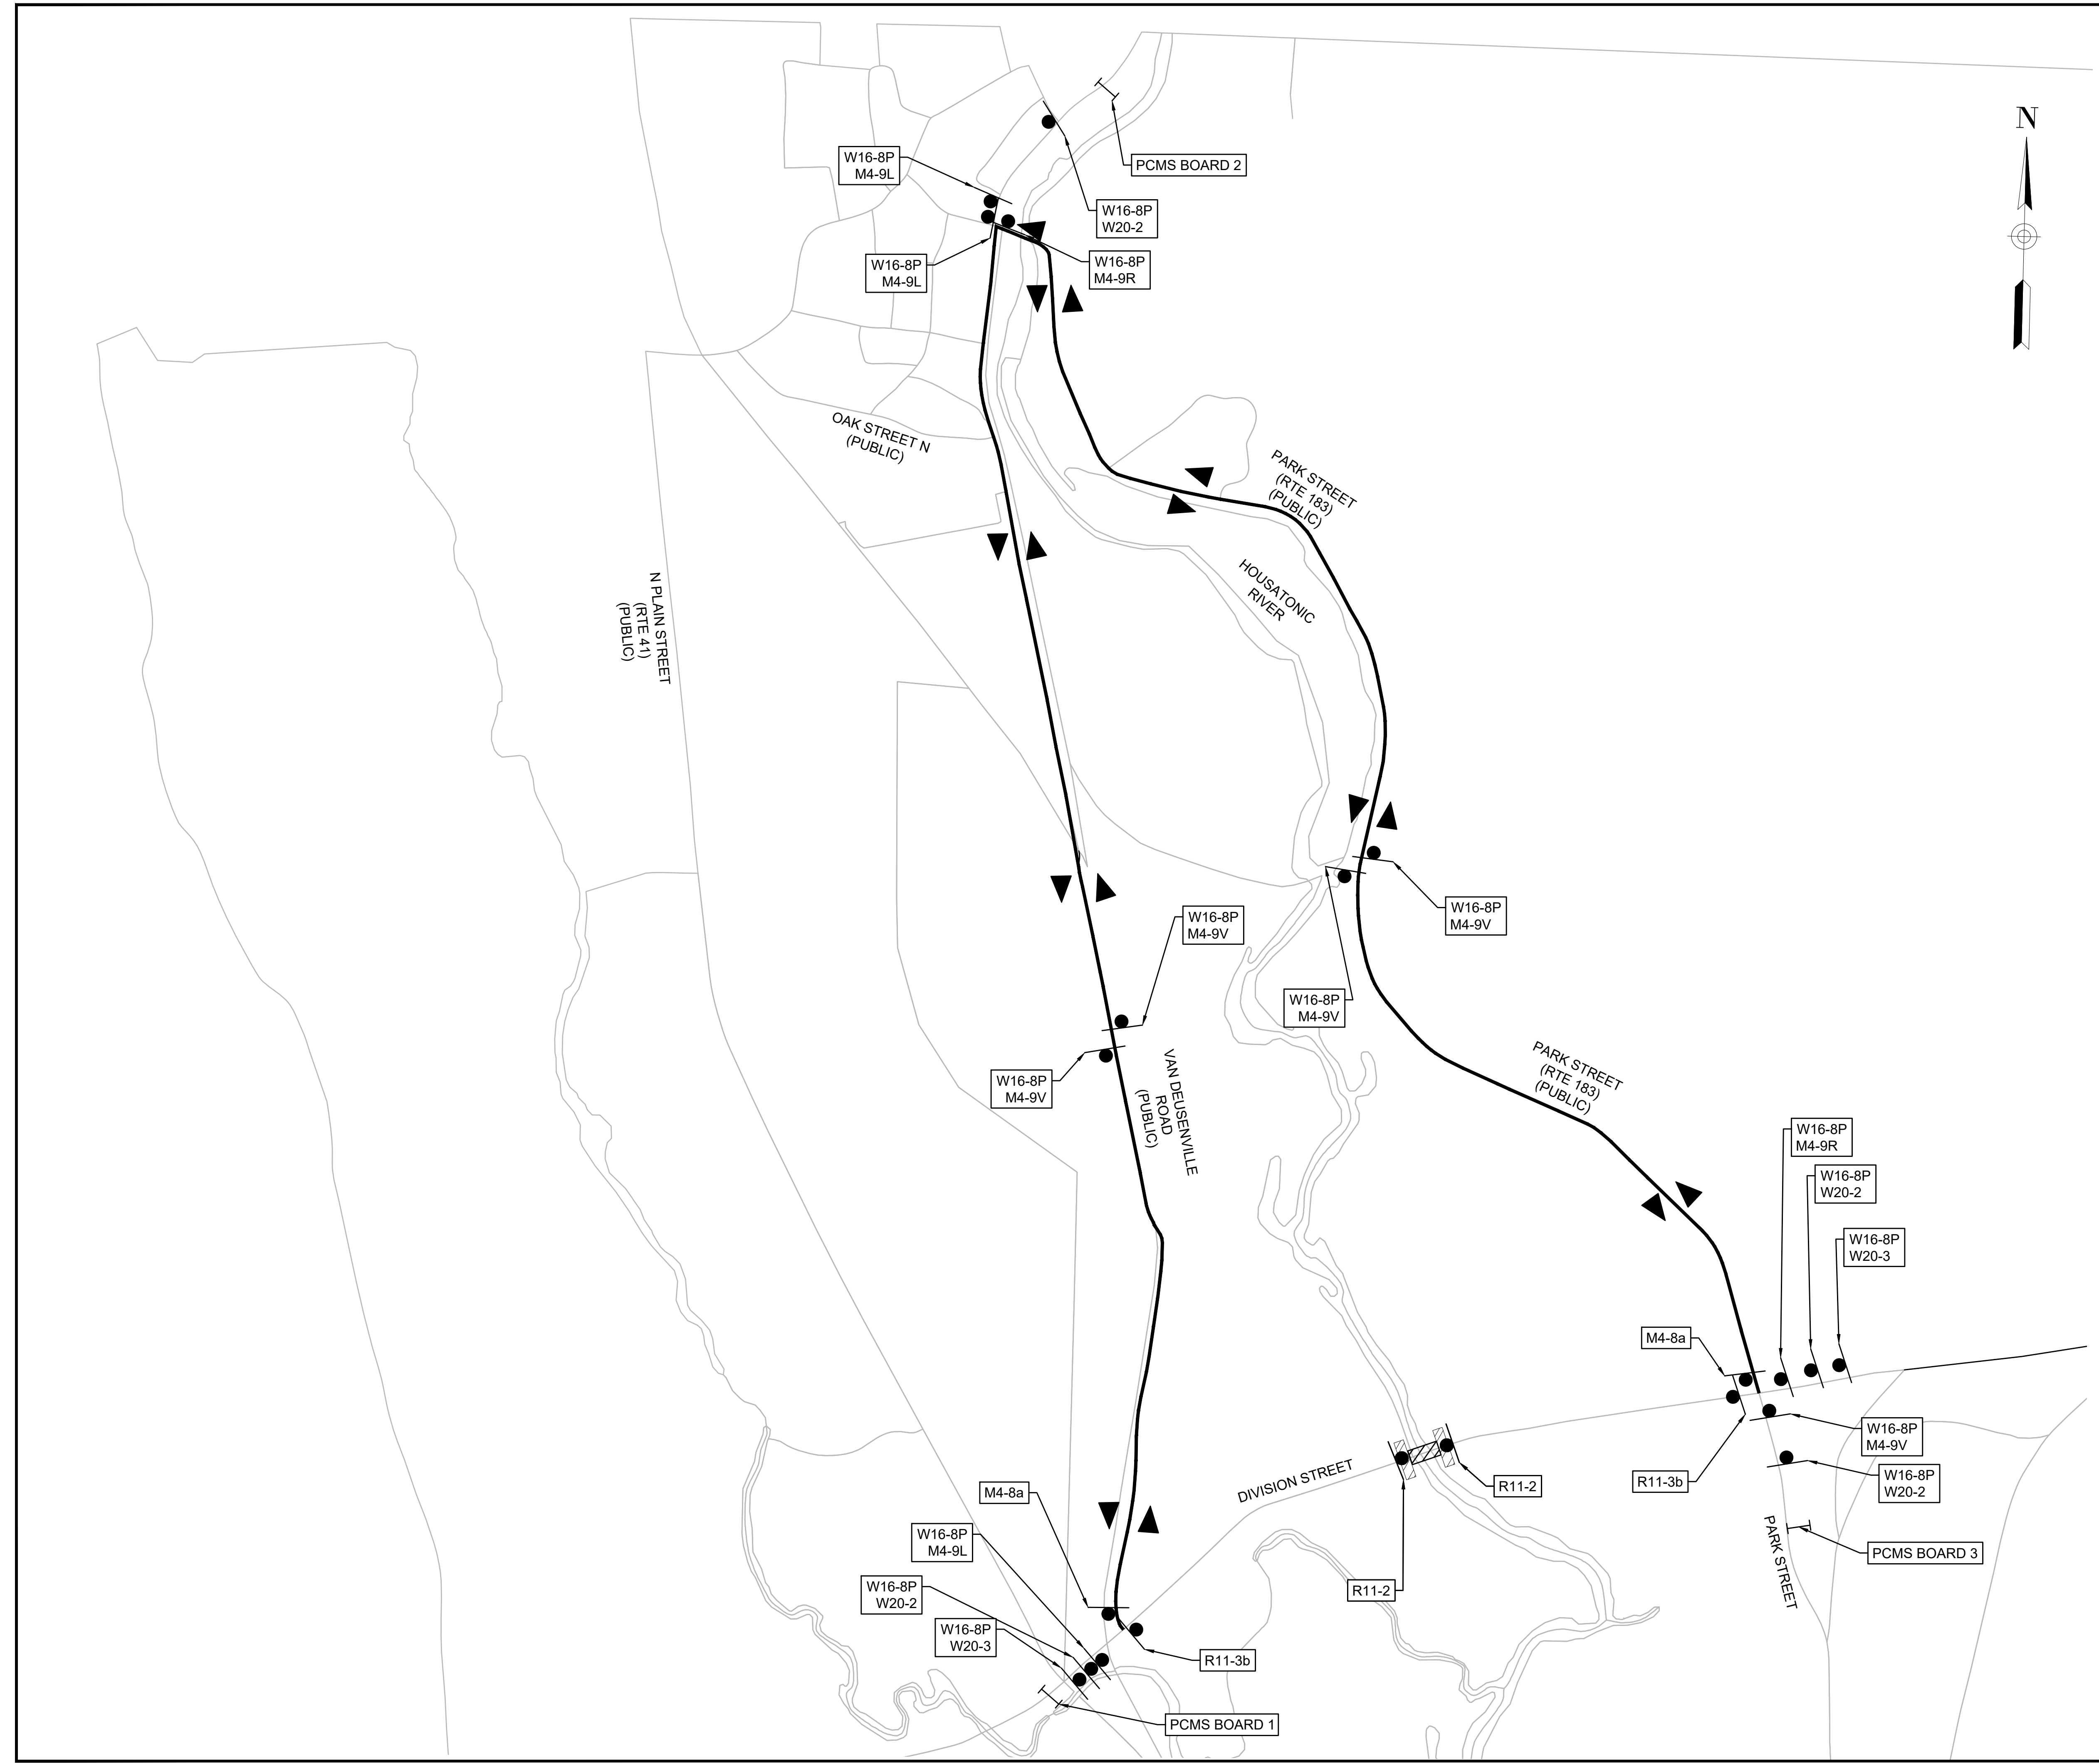 N
PCMS BOARD 2
W16-8P
M4-9L
W16-8P
W20-2
W16-8P
M4-9L
W16-8P
M4-9R
OAK STREET N
(PUBLIC)
PARK STREET
(RTE 183)
(PUBLIC)
HOUSATONIC
RIVER
N PLAIN STREET
(RTE 41)
(PUBLIC)
W16-8P
M4-9V
W16-8P
M4-9V
W16-8P
M4-9V
W16-8P
M4-9V
VAN DEUSENVILLE
ROAD
(PUBLIC)
PARK STREET
(RTE 183)
(PUBLIC)
W16-8P
M4-9R
W16-8P
W20-2
W16-8P
W20-3
M4-8a
W16-8P
M4-9V
R11-3b
W16-8P
W20-2
DIVISION STREET
R11-2
M4-8a
W16-8P
M4-9L
PARK STREET
PCMS BOARD 3
R11-2
W16-8P
W20-2
W16-8P
W20-3
R11-3b
PCMS BOARD 1